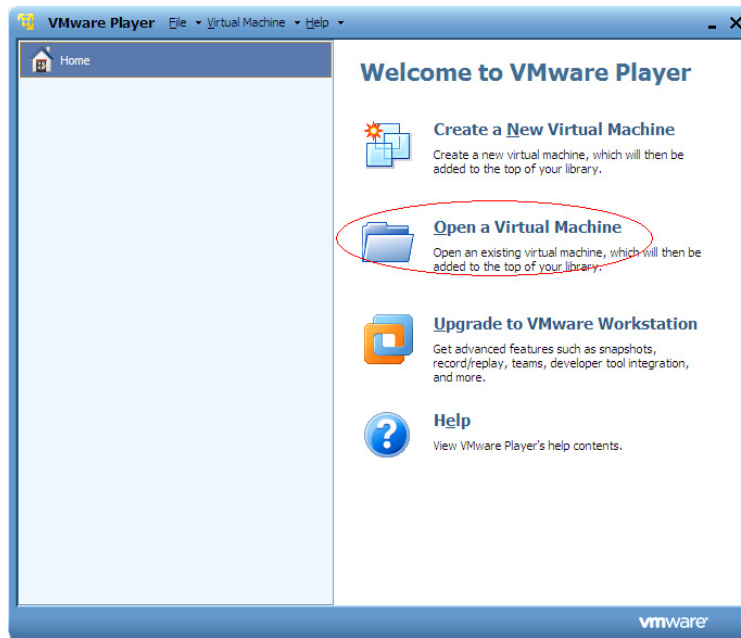 VMware Player File Virtual Machine Help
Home
Welcome to VMware Player
Create a New Virtual Machine
Create a new virtual machine, which will then be
added to the top of your library.
Open a Virtual Machine
Open an existing virtual machine, which will then be
added to the top of your library.
Upgrade to VMware Workstation
Get advanced features such as snapshots,
record/replay, teams, developer tool integration,
and more.
Help
View VMware Player's help contents.
vmware